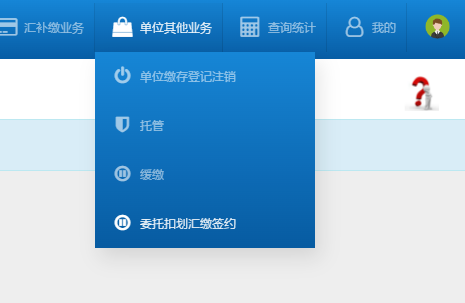 汇补缴业务 单位其他业务 查询统计 我的
单位缴存登记注销
托管
缓缴
委托扣划汇缴签约